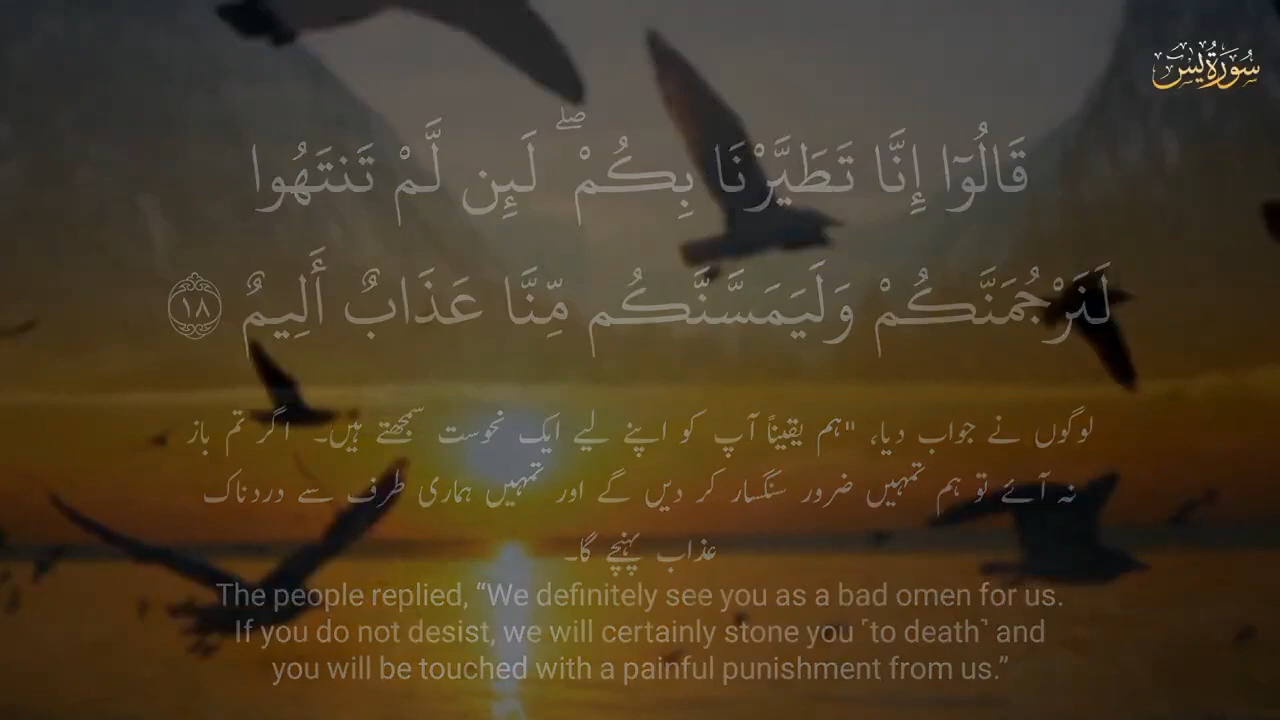 سُورَةُ يٰسٓ
قَالُوٓا۟ إِنَّا تَطَيَّرْنَا بِكُمْ ۖ لَئِن لَّمْ تَنتَهُوا۟
لَنَرْجُمَنَّكُمْ وَلَيَمَسَّنَّكُم مِّنَّا عَذَابٌ أَلِيمٌ ١٨
لوگوں نے جواب دیا، "ہم یقیناً آپ کو اپنے لیے ایک نحوست سمجھتے ہیں۔ اگر تم باز
نہ آئے تو ہم تمہیں ضرور سنگسار کر دیں گے اور تمہیں ہماری طرف سے دردناک
عذاب پہنچے گا۔
The people replied, “We definitely see you as a bad omen for us.
If you do not desist, we will certainly stone you ˹to death˺ and
you will be touched with a painful punishment from us.”